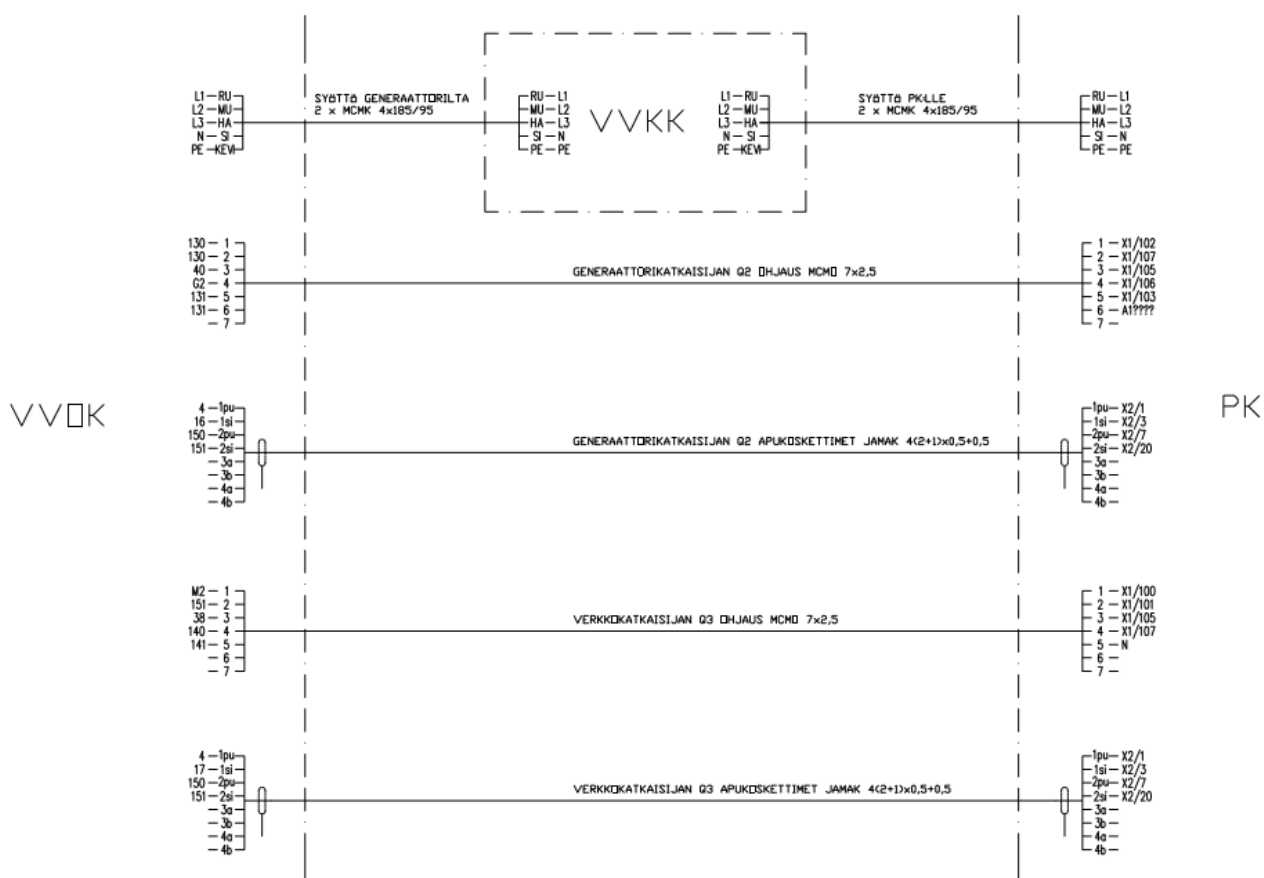 L1 RU SYÖTTÖ GENERAATTORILTA RU L1 L1 RU SYÖTTÖ PK:LLE RU L1
L2 MU 2 x MCMK 4x185/95 MU L2 VVKK L2 MU 2 x MCMK 4x185/95 MU L2
L3 HA HA L3 L3 HA HA L3
N SI SI N N SI SI N
PE KEVI PE PE PE KEVI PE PE
130 1 1 X1/102
130 2 2 X1/107
40 3 GENERAATTORIKATKAISIJAN Q2 OHJAUS MCMO 7x2,5 3 X1/105
G2 4 4 X1/106
131 5 5 X1/103
131 6 6 A1????
7 7
VVOK PK
4 1pu 1pu X2/1
16 1si 1si X2/3
150 2pu GENERAATTORIKATKAISIJAN Q2 APUKOSKETTIMET JAMAK 4(2+1)x0,5+0,5 2pu X2/7
151 2si 2si X2/20
3a 3a
3b 3b
4a 4a
4b 4b
M2 1 1 X1/100
151 2 2 X1/101
38 3 VERKKOKATKAISIJAN Q3 OHJAUS MCMO 7x2,5 3 X1/105
140 4 4 X1/107
141 5 5 N
6 6
7 7
4 1pu 1pu X2/1
17 1si 1si X2/3
150 2pu VERKKOKATKAISIJAN Q3 APUKOSKETTIMET JAMAK 4(2+1)x0,5+0,5 2pu X2/7
151 2si 2si X2/20
3a 3a
3b 3b
4a 4a
4b 4b